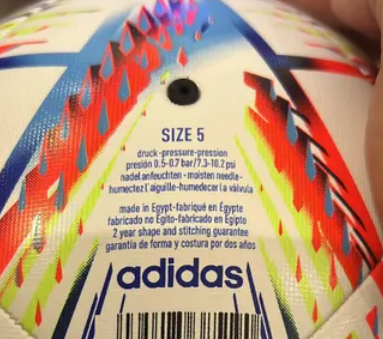 SIZE 5
druck-pressure-pression
presión 0.5-0.7 bar/7.3-10.2 psi
nadel anfeuchten - moisten needle-
humectez l'aiguille-humedecer la válvula
made in Egypt-fabriqué en Égypte
fabricado no Egito-fabricado en Egipto
2 year shape and stitching guarantee
garantía de forma y costura por dos años
adidas